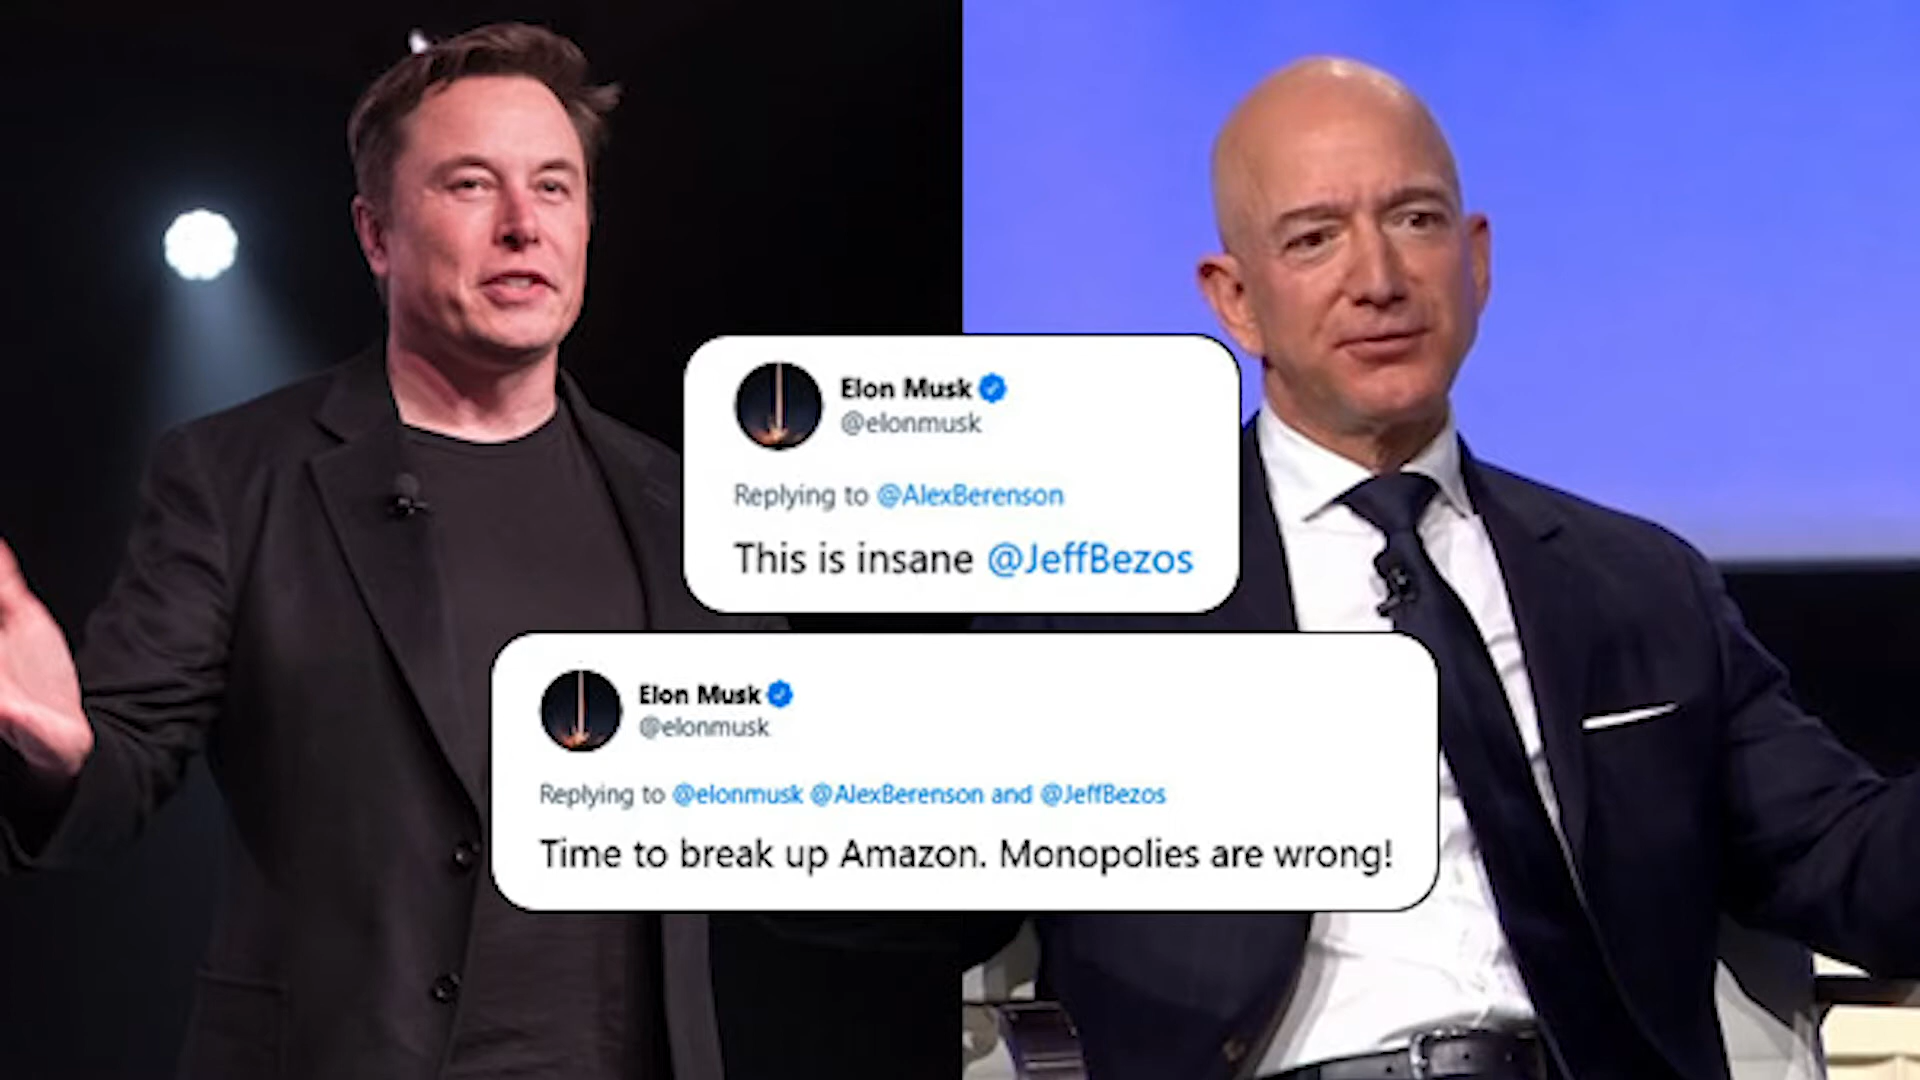 Elon Musk
@elonmusk
Replying to @AlexBerenson
This is insane @JeffBezos
Elon Musk
@elonmusk
Replying to @elonmusk @AlexBerenson and @JeffBezos
Time to break up Amazon. Monopolies are wrong!